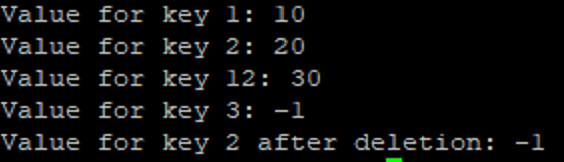 Value for key 1: 10
Value for key 2: 20
Value for key 12: 30
Value for key 3: -1
Value for key 2 after deletion: -1